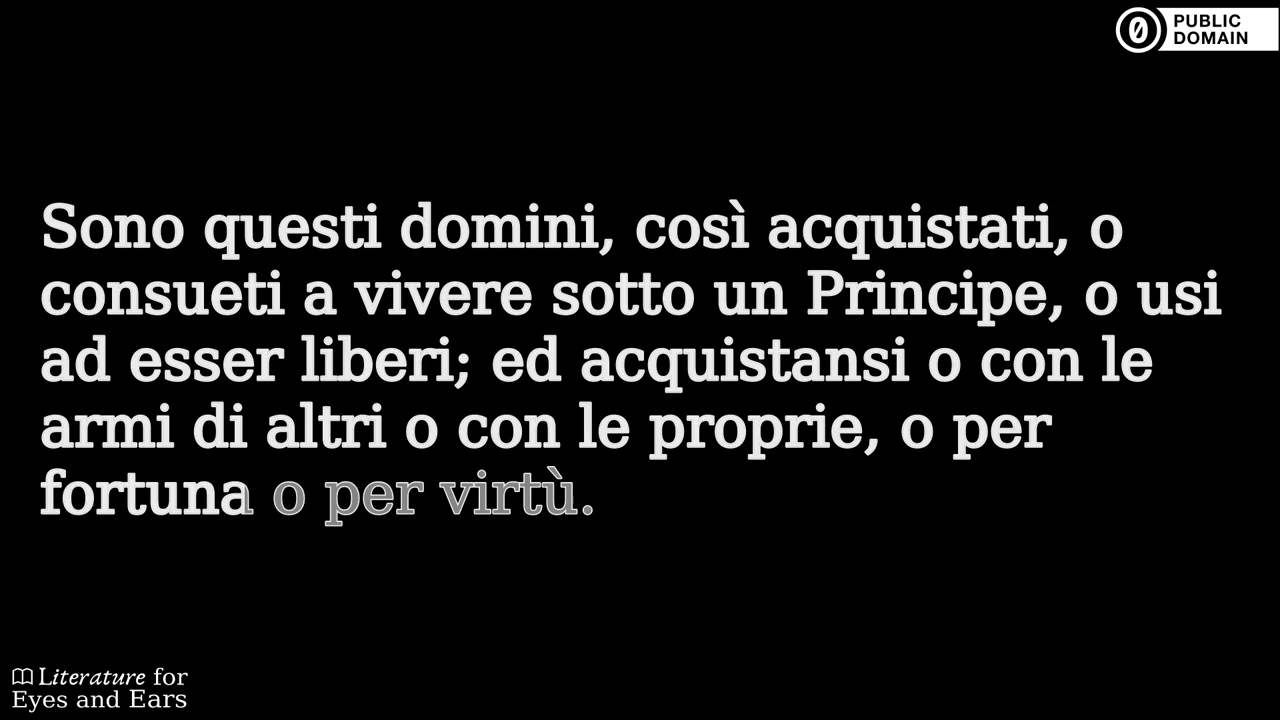 PUBLIC
DOMAIN
Sono questi domini, così acquistati, o
consueti a vivere sotto un Principe, o usi
ad esser liberi; ed acquistansi o con le
armi di altri o con le proprie, o per
fortuna o per virtù.
Literature for
Eyes and Ears